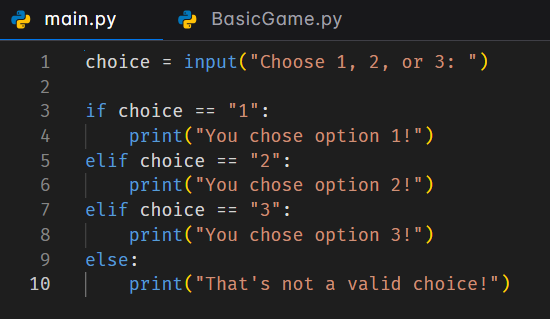 main.py BasicGame.py
1 choice = input("Choose 1, 2, or 3: ")
2
3 if choice == "1":
4     print("You chose option 1!")
5 elif choice == "2":
6     print("You chose option 2!")
7 elif choice == "3":
8     print("You chose option 3!")
9 else:
10     print("That's not a valid choice!")